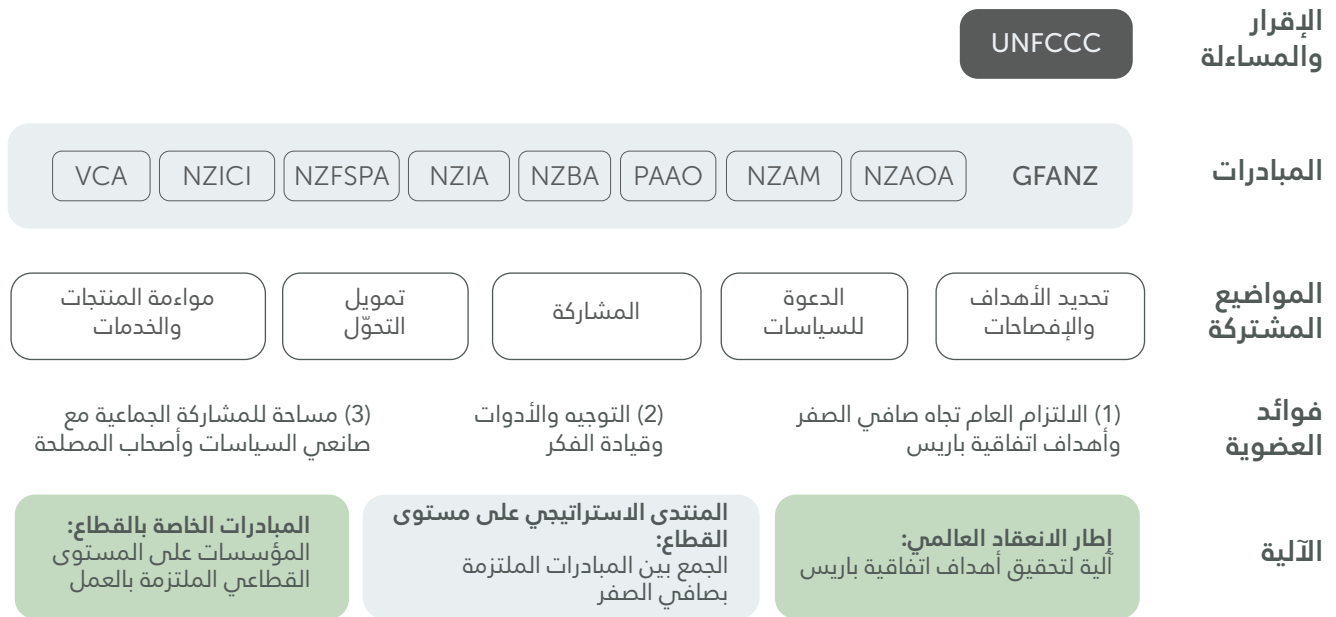 الإقرار
والمساءلة
UNFCCC
المبادرات
GFANZ
NZAOA
NZAM
PAAO
NZBA
NZIA
NZFSPA
NZICI
VCA
المواضيع
المشتركة
تحديد الأهداف
والإفصاحات
الدعوة
للسياسات
المشاركة
تمويل
التحوّل
مواءمة المنتجات
والخدمات
فوائد
العضوية
(1) الالتزام العام تجاه صافي الصفر
وأهداف اتفاقية باريس
(2) التوجيه والأدوات
وقيادة الفكر
(3) مساحة للمشاركة الجماعية مع
صانعي السياسات وأصحاب المصلحة
الآلية
إطار الانعقاد العالمي:
آلية لتحقيق أهداف اتفاقية باريس
المنتدى الاستراتيجي على مستوى
القطاع:
الجمع بين المبادرات الملتزمة
بصافي الصفر
المبادرات الخاصة بالقطاع:
المؤسسات على المستوى
القطاعي الملتزمة بالعمل